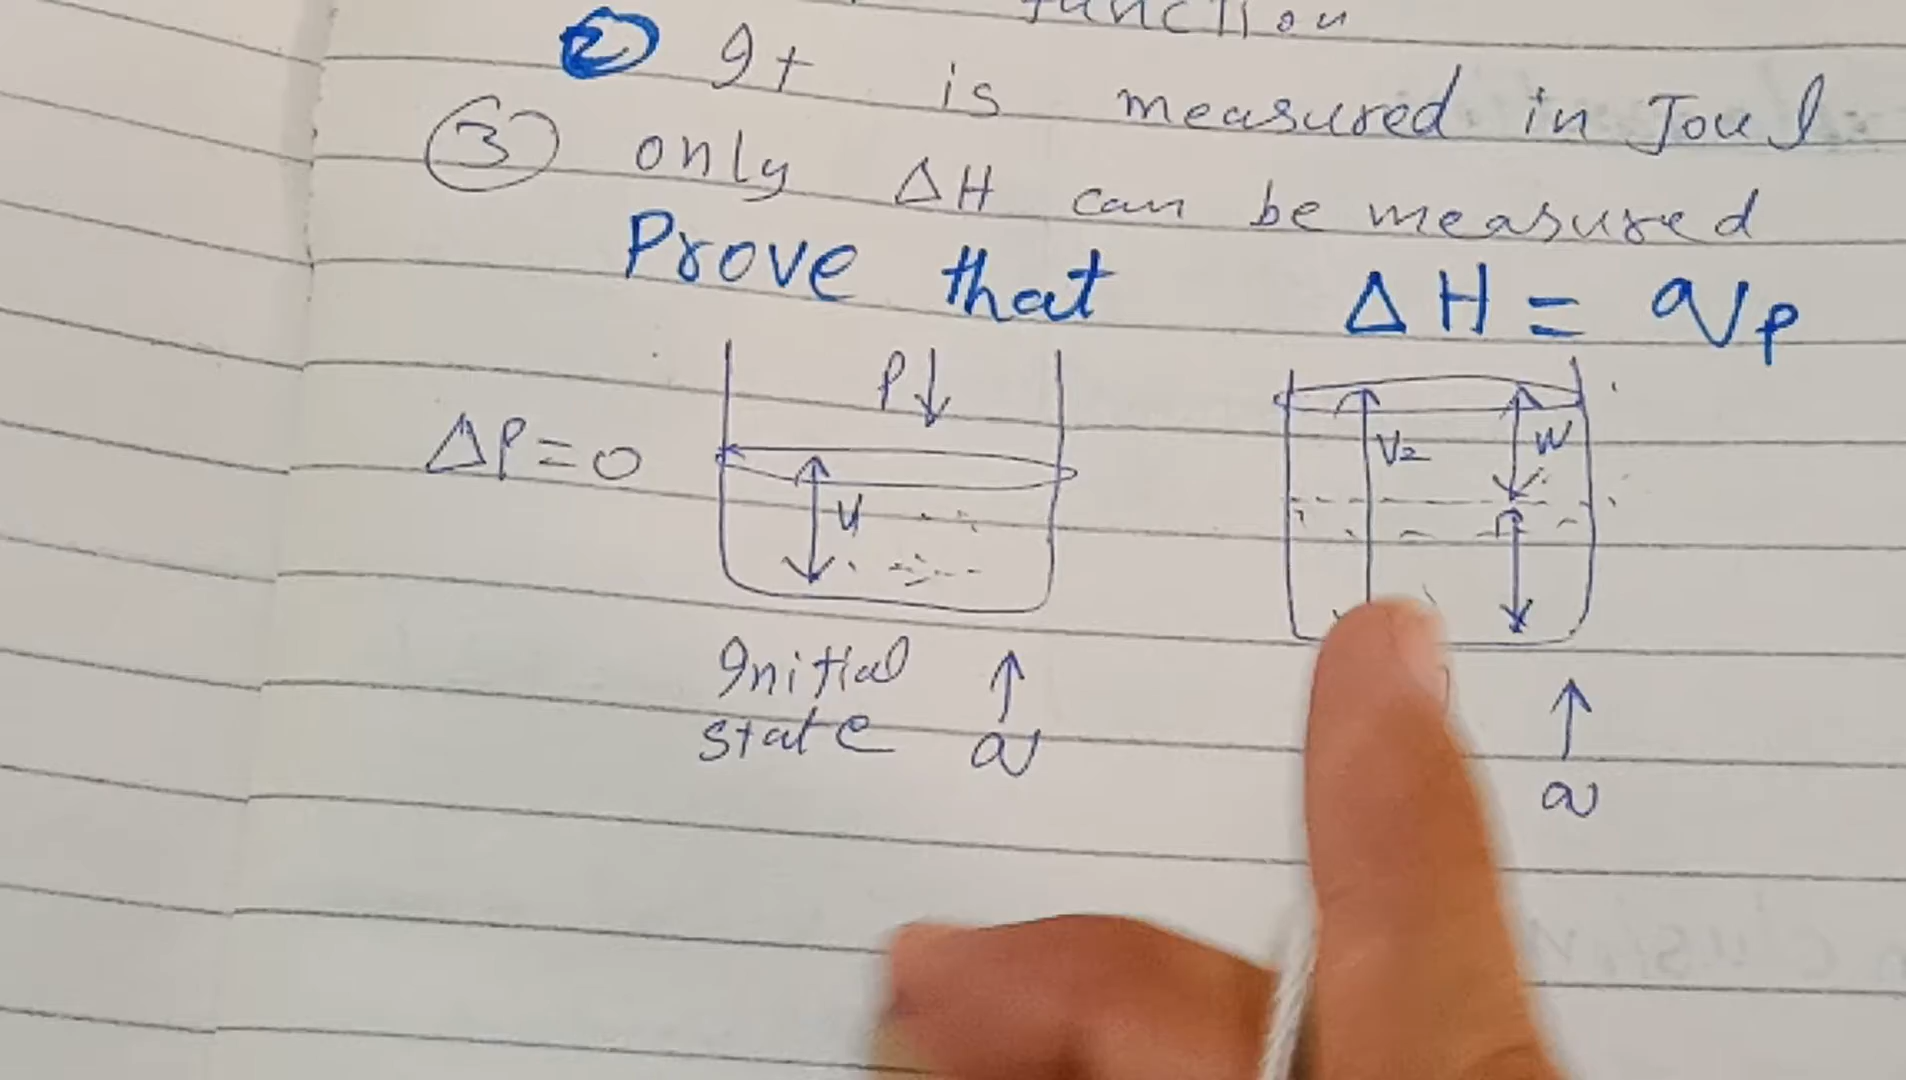 function
2 It is measured in Joul
3 only ΔH can be measured
Prove that ΔH = qp
P
ΔP=0
V2 W
Initial
state q
q